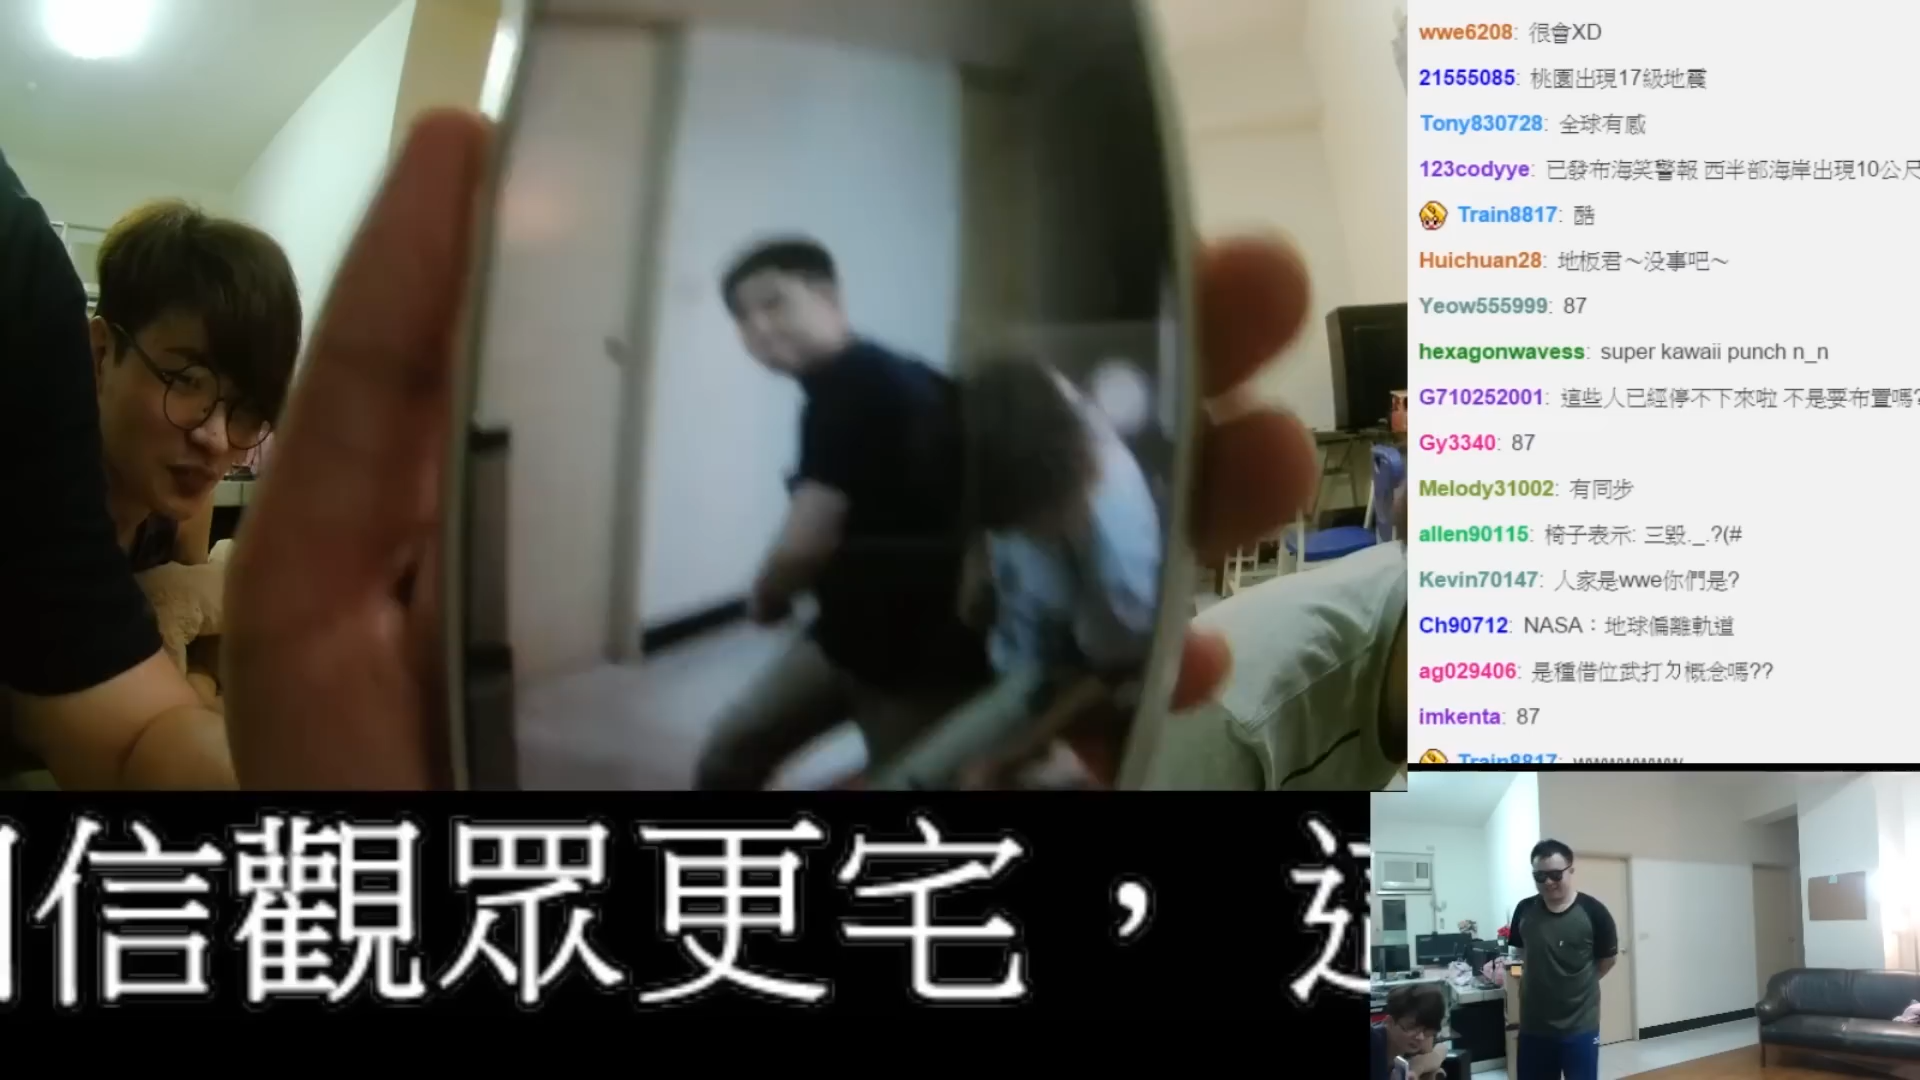 wwe6208: 很會XD
21555085: 桃園出現17級地震
Tony830728: 全球有感
123codyye: 已發布海笑警報 西半部海岸出現10公尺
Train8817: 酷
Huichuan28: 地板君～没事吧～
Yeow555999: 87
hexagonwavess: super kawaii punch n_n
G710252001: 這些人已經停不下來啦 不是要布置嗎?
Gy3340: 87
Melody31002: 有同步
allen90115: 椅子表示: 三毀._.?(#
Kevin70147: 人家是wwe你們是?
Ch90712: NASA：地球偏離軌道
ag029406: 是種借位武打ㄉ概念嗎??
imkenta: 87
Train8817: wwwwwww
信觀眾更宅，